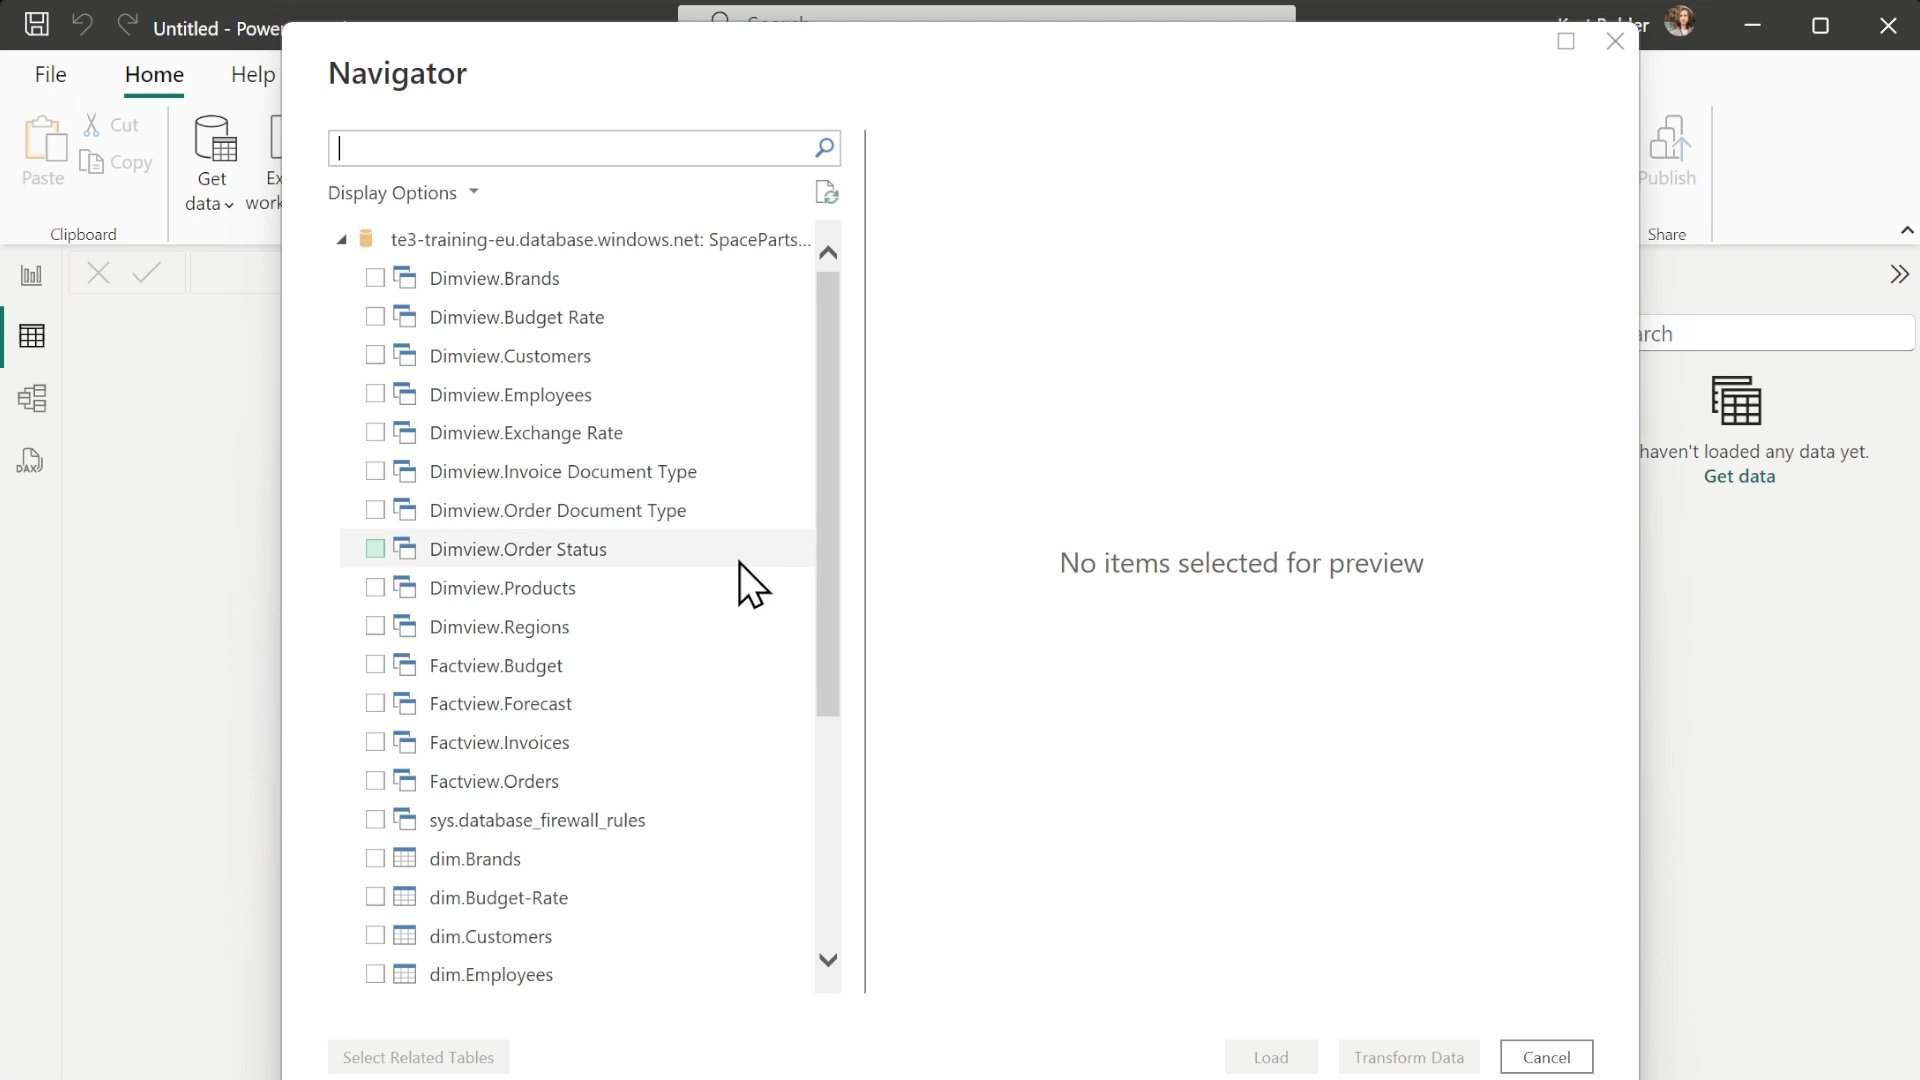 Untitled - Power
Search
File
Home
Help
Paste
Cut
Copy
Get
data
Clipboard
Publish
Share
Navigator
Display Options
te3-training-eu.database.windows.net: SpaceParts...
Dimview.Brands
Dimview.Budget Rate
Dimview.Customers
Dimview.Employees
Dimview.Exchange Rate
Dimview.Invoice Document Type
Dimview.Order Document Type
Dimview.Order Status
Dimview.Products
Dimview.Regions
Factview.Budget
Factview.Forecast
Factview.Invoices
Factview.Orders
sys.database_firewall_rules
dim.Brands
dim.Budget-Rate
dim.Customers
dim.Employees
Select Related Tables
No items selected for preview
Load
Transform Data
Cancel
arch
haven't loaded any data yet.
Get data
DAX